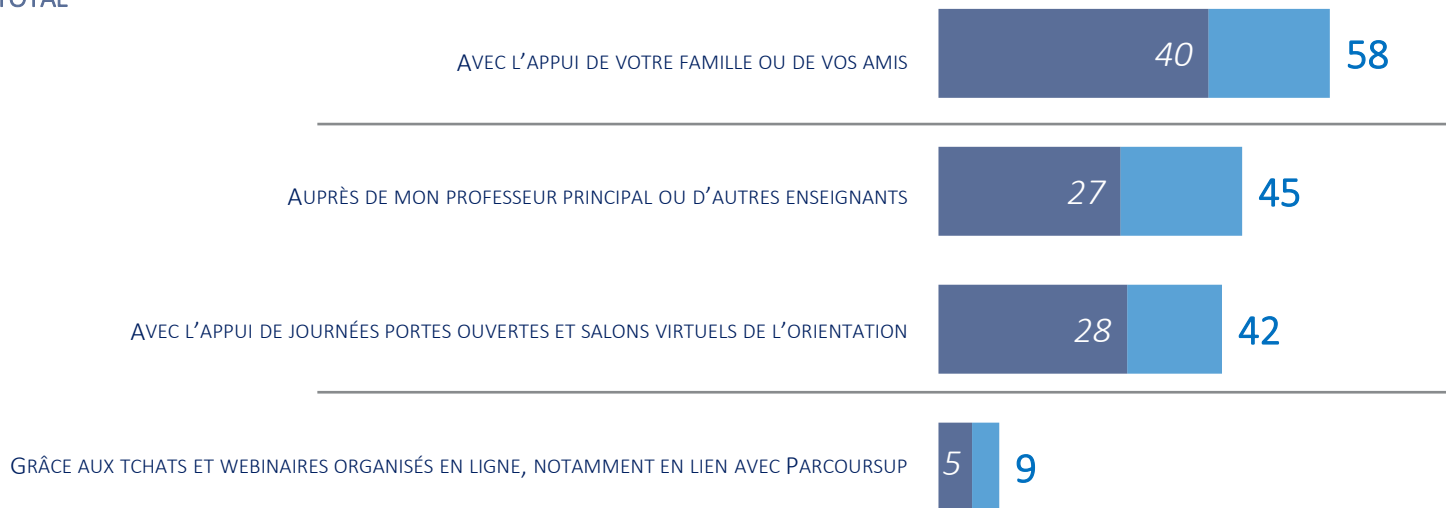 TOTAL
AVEC L'APPUI DE VOTRE FAMILLE OU DE VOS AMIS
40
58
AUPRÈS DE MON PROFESSEUR PRINCIPAL OU D'AUTRES ENSEIGNANTS
27
45
AVEC L'APPUI DE JOURNÉES PORTES OUVERTES ET SALONS VIRTUELS DE L'ORIENTATION
28
42
GRÂCE AUX TCHATS ET WEBINAIRES ORGANISÉS EN LIGNE, NOTAMMENT EN LIEN AVEC PARCOURSUP
5
9